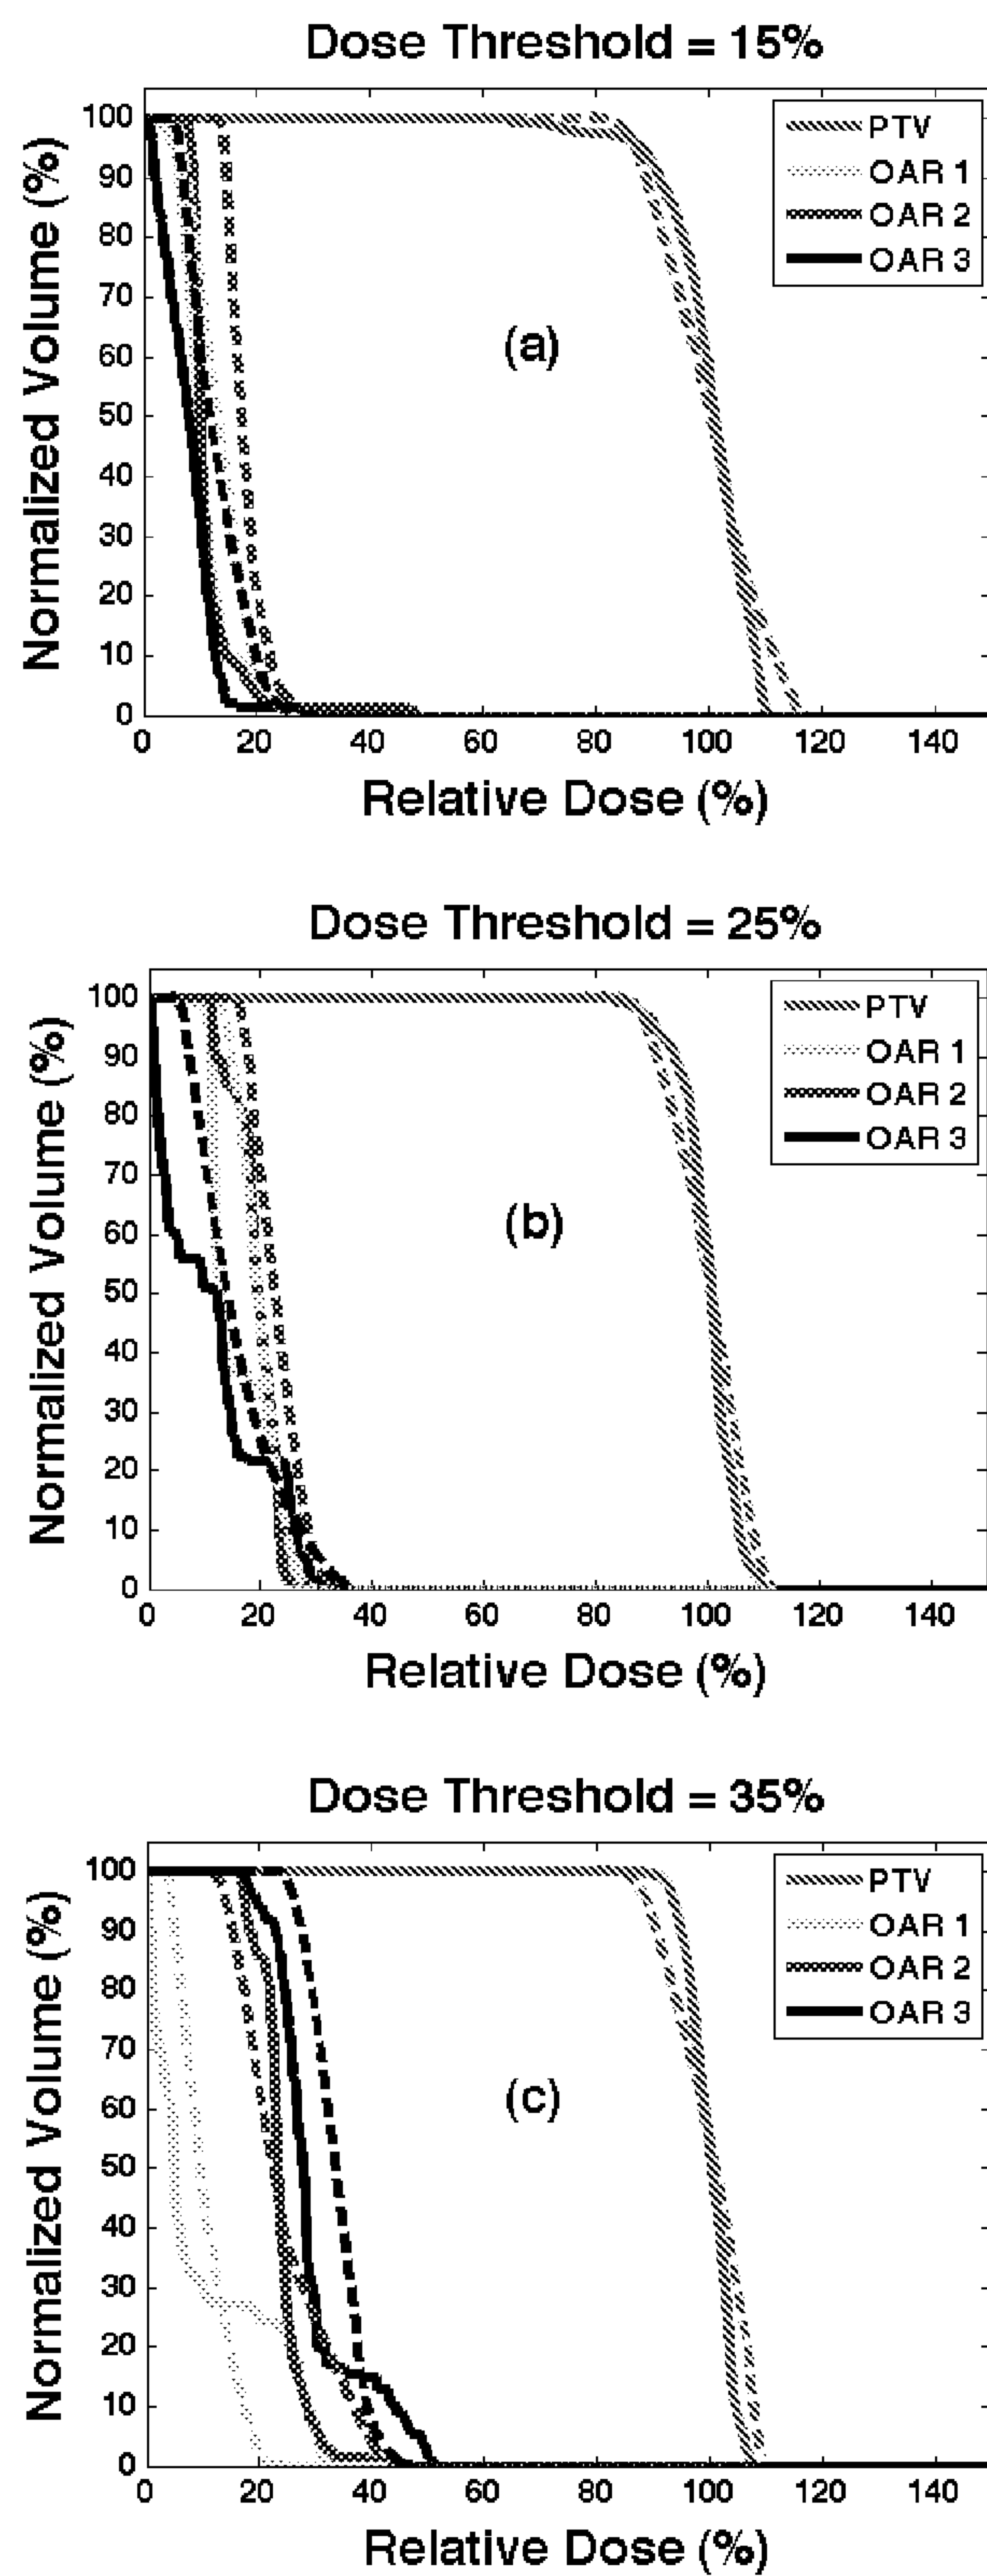 Dose Threshold = 15%
Normalized Volume (%)
100
90
80
70
60
50
40
30
20
10
0
PTV
OAR 1
OAR 2
OAR 3
(a)
0 20 40 60 80 100 120 140
Relative Dose (%)
Dose Threshold = 25%
Normalized Volume (%)
100
90
80
70
60
50
40
30
20
10
0
PTV
OAR 1
OAR 2
OAR 3
(b)
0 20 40 60 80 100 120 140
Relative Dose (%)
Dose Threshold = 35%
Normalized Volume (%)
100
90
80
70
60
50
40
30
20
10
0
PTV
OAR 1
OAR 2
OAR 3
(c)
0 20 40 60 80 100 120 140
Relative Dose (%)